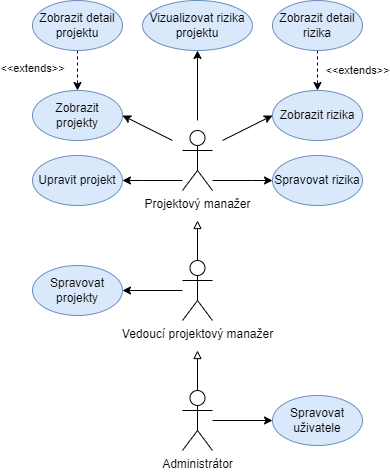 Zobrazit detail
projektu
Vizualizovat rizika
projektu
Zobrazit detail
rizika
<<extends>>
<<extends>>
Zobrazit
projekty
Zobrazit rizika
Upravit projekt
Spravovat rizika
Projektový manažer
Spravovat
projekty
Vedoucí projektový manažer
Spravovat
uživatele
Administrátor